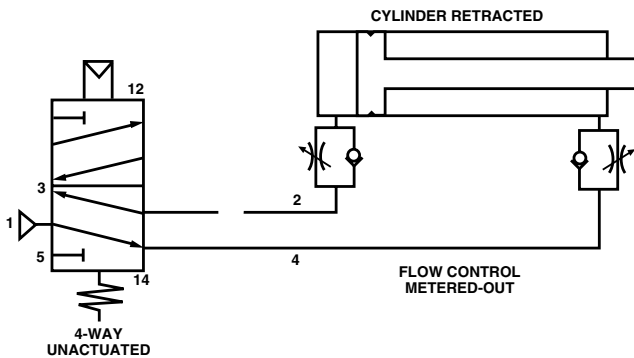 CYLINDER RETRACTED
12
3
2
1
5
4
14
FLOW CONTROL
METERED-OUT
4-WAY
UNACTUATED